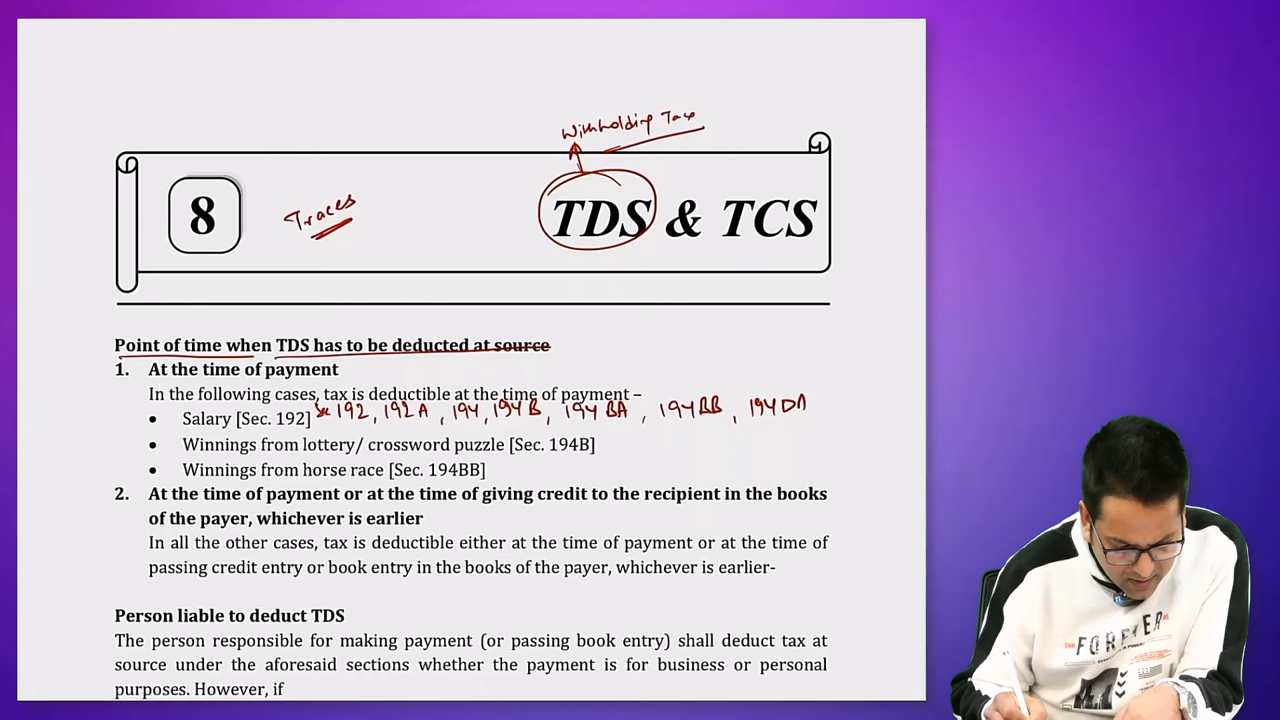 Withholding Tax
8
Traces
TDS & TCS
Point of time when TDS has to be deducted at source
1. At the time of payment
In the following cases, tax is deductible at the time of payment –
• Salary [Sec. 192] Sec 192, 192A, 194, 194B, 194BA, 194BB, 194DA
• Winnings from lottery/ crossword puzzle [Sec. 194B]
• Winnings from horse race [Sec. 194BB]
2. At the time of payment or at the time of giving credit to the recipient in the books
of the payer, whichever is earlier
In all the other cases, tax is deductible either at the time of payment or at the time of
passing credit entry or book entry in the books of the payer, whichever is earlier-
Person liable to deduct TDS
The person responsible for making payment (or passing book entry) shall deduct tax at
source under the aforesaid sections whether the payment is for business or personal
purposes. However, if
FOREVER